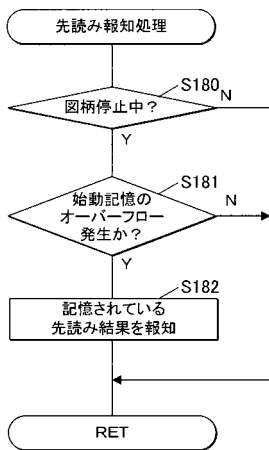 先読み報知処理
S180
図柄停止中？
N
Y
S181
始動記憶の
オーバーフロー
発生か？
N
Y
S182
記憶されている
先読み結果を報知
RET